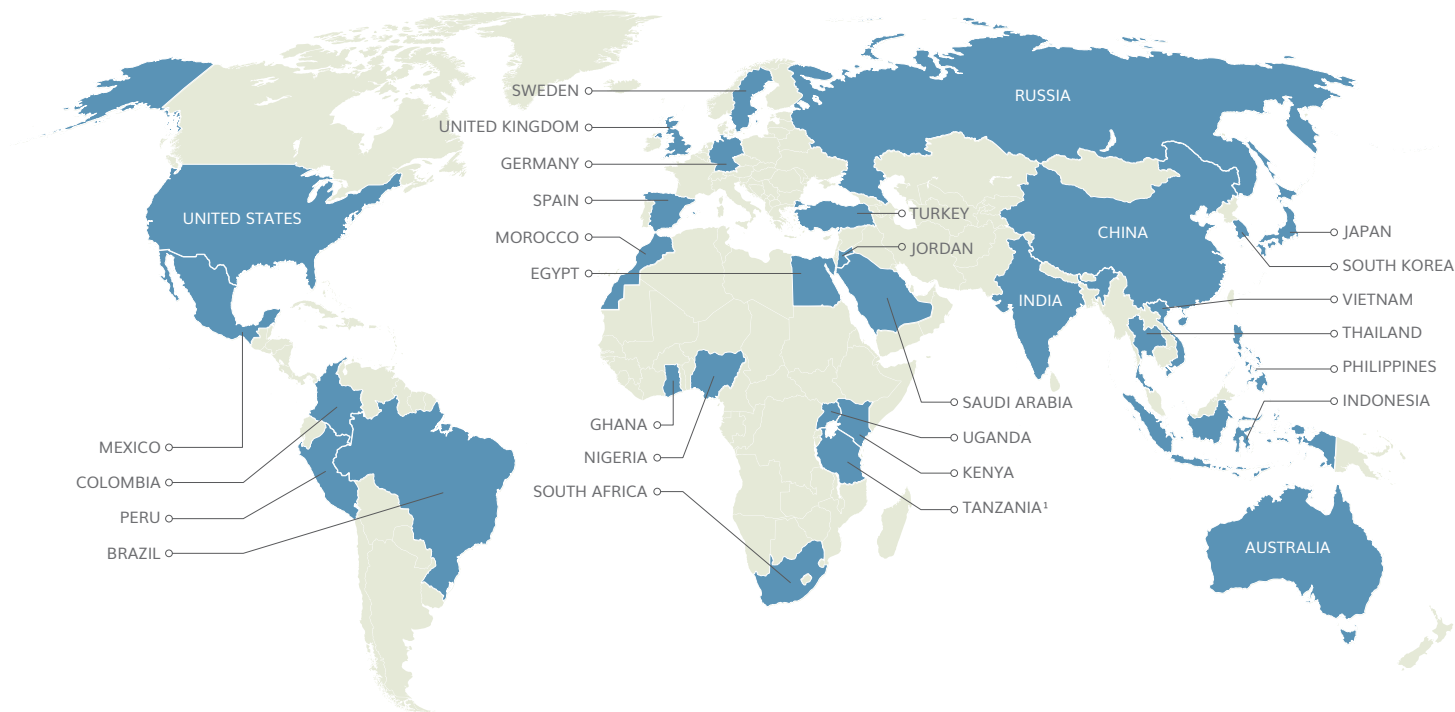 SWEDEN
UNITED KINGDOM
GERMANY
SPAIN
MOROCCO
EGYPT
RUSSIA
UNITED STATES
TURKEY
JORDAN
CHINA
INDIA
JAPAN
SOUTH KOREA
VIETNAM
THAILAND
PHILIPPINES
INDONESIA
MEXICO
COLOMBIA
PERU
BRAZIL
GHANA
NIGERIA
SOUTH AFRICA
SAUDI ARABIA
UGANDA
KENYA
TANZANIA¹
AUSTRALIA